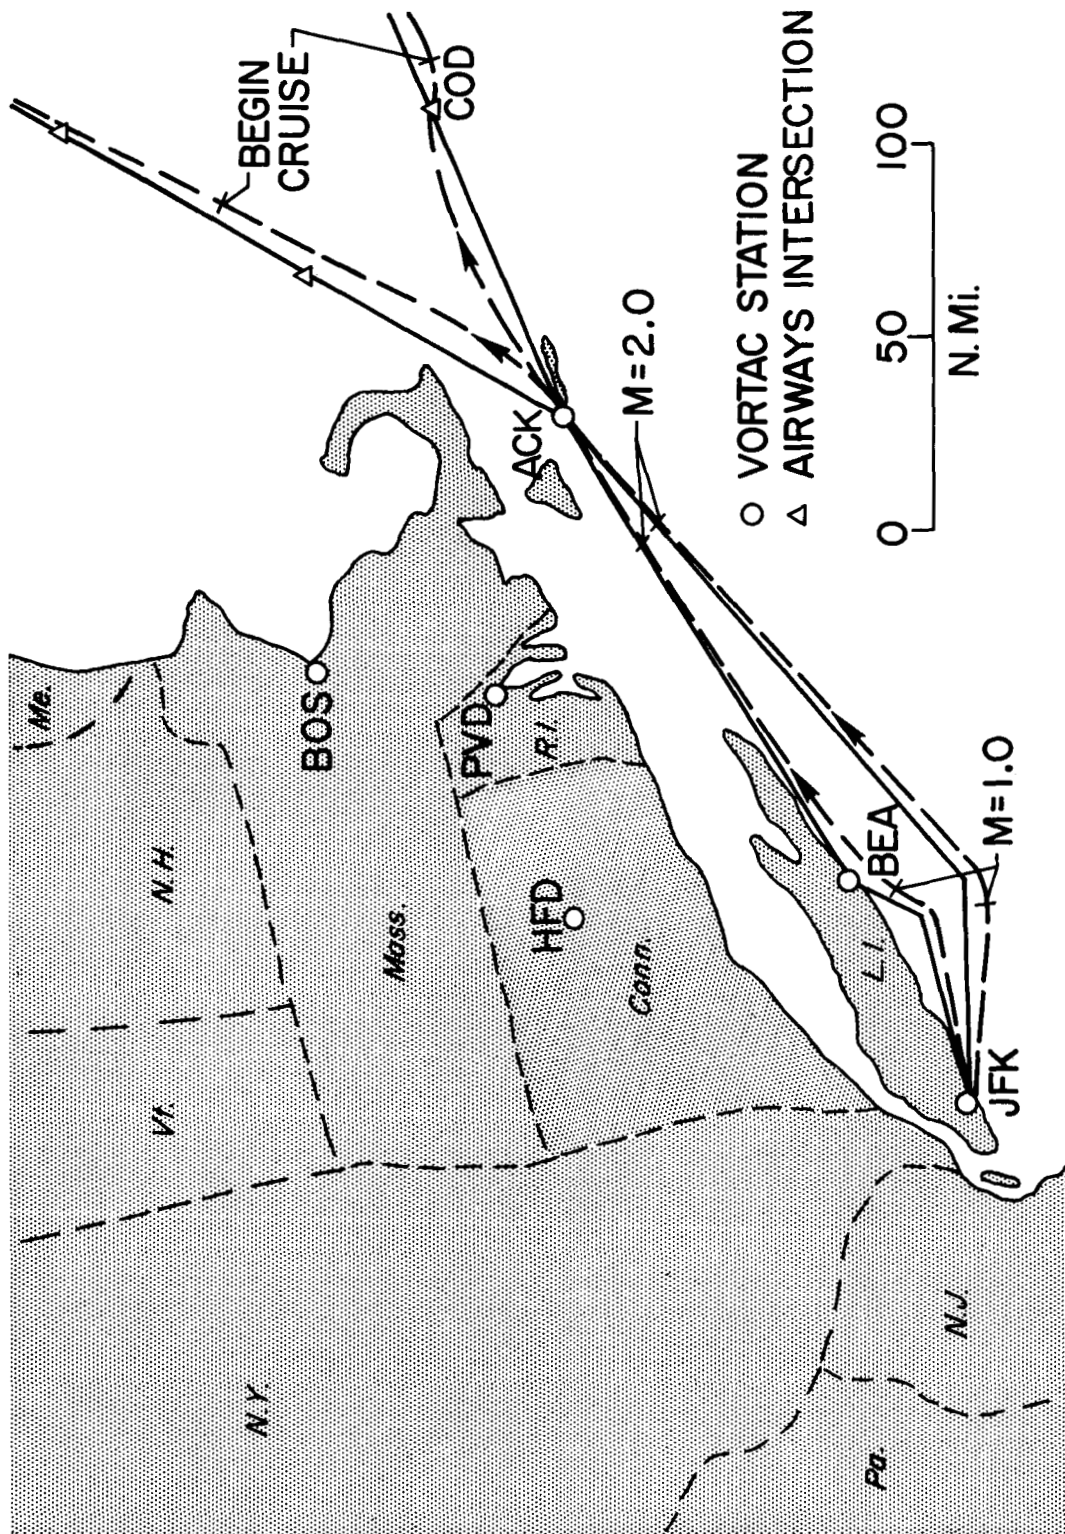 Me.
N.H.
Vt.
N.Y.
BOS
Mass.
PVD
R.I.
HFD
Conn.
ACK
BEGIN
CRUISE
COD
M=2.0
BEA
L.I.
M=1.0
JFK
N.J.
Pa.
○ VORTAC STATION
△ AIRWAYS INTERSECTION
0 50 100
N.Mi.